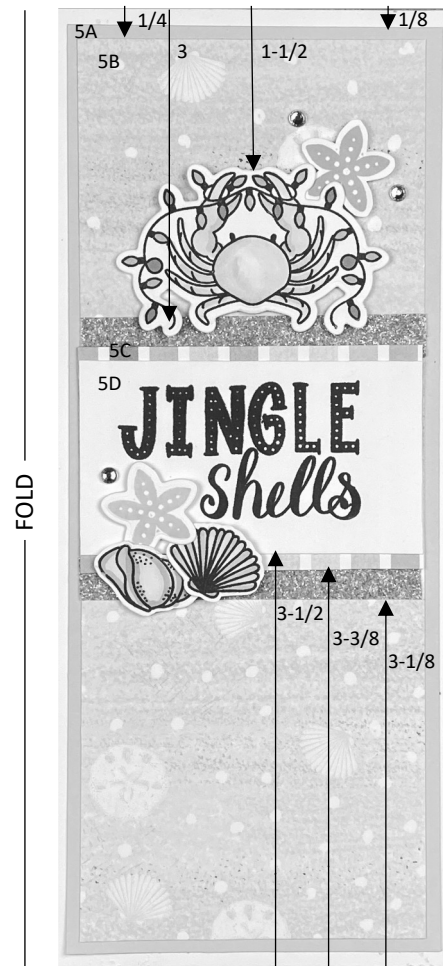 1/4
1/8
5A
3
1-1/2
5B
5C
5D
JINGLE
shells
FOLD
3-1/2
3-3/8
3-1/8